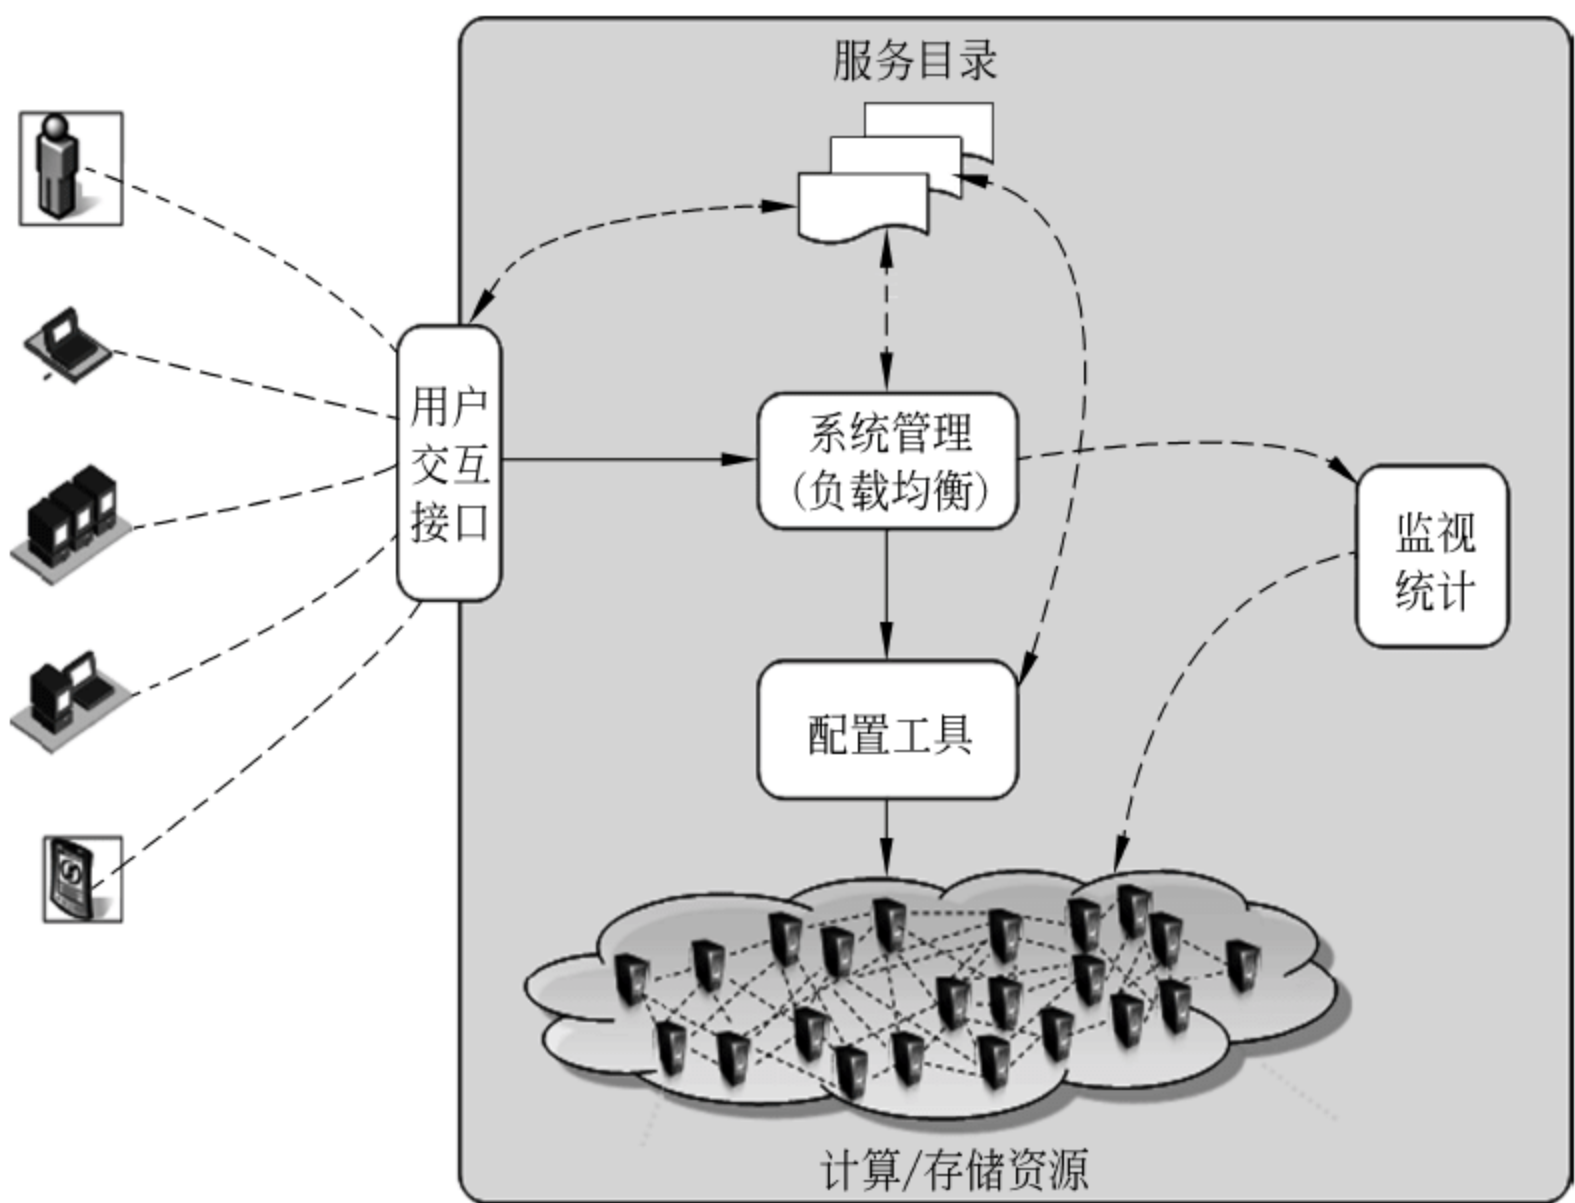 服务目录
用户
交互
接口
系统管理
(负载均衡)
监视
统计
配置工具
计算/存储资源